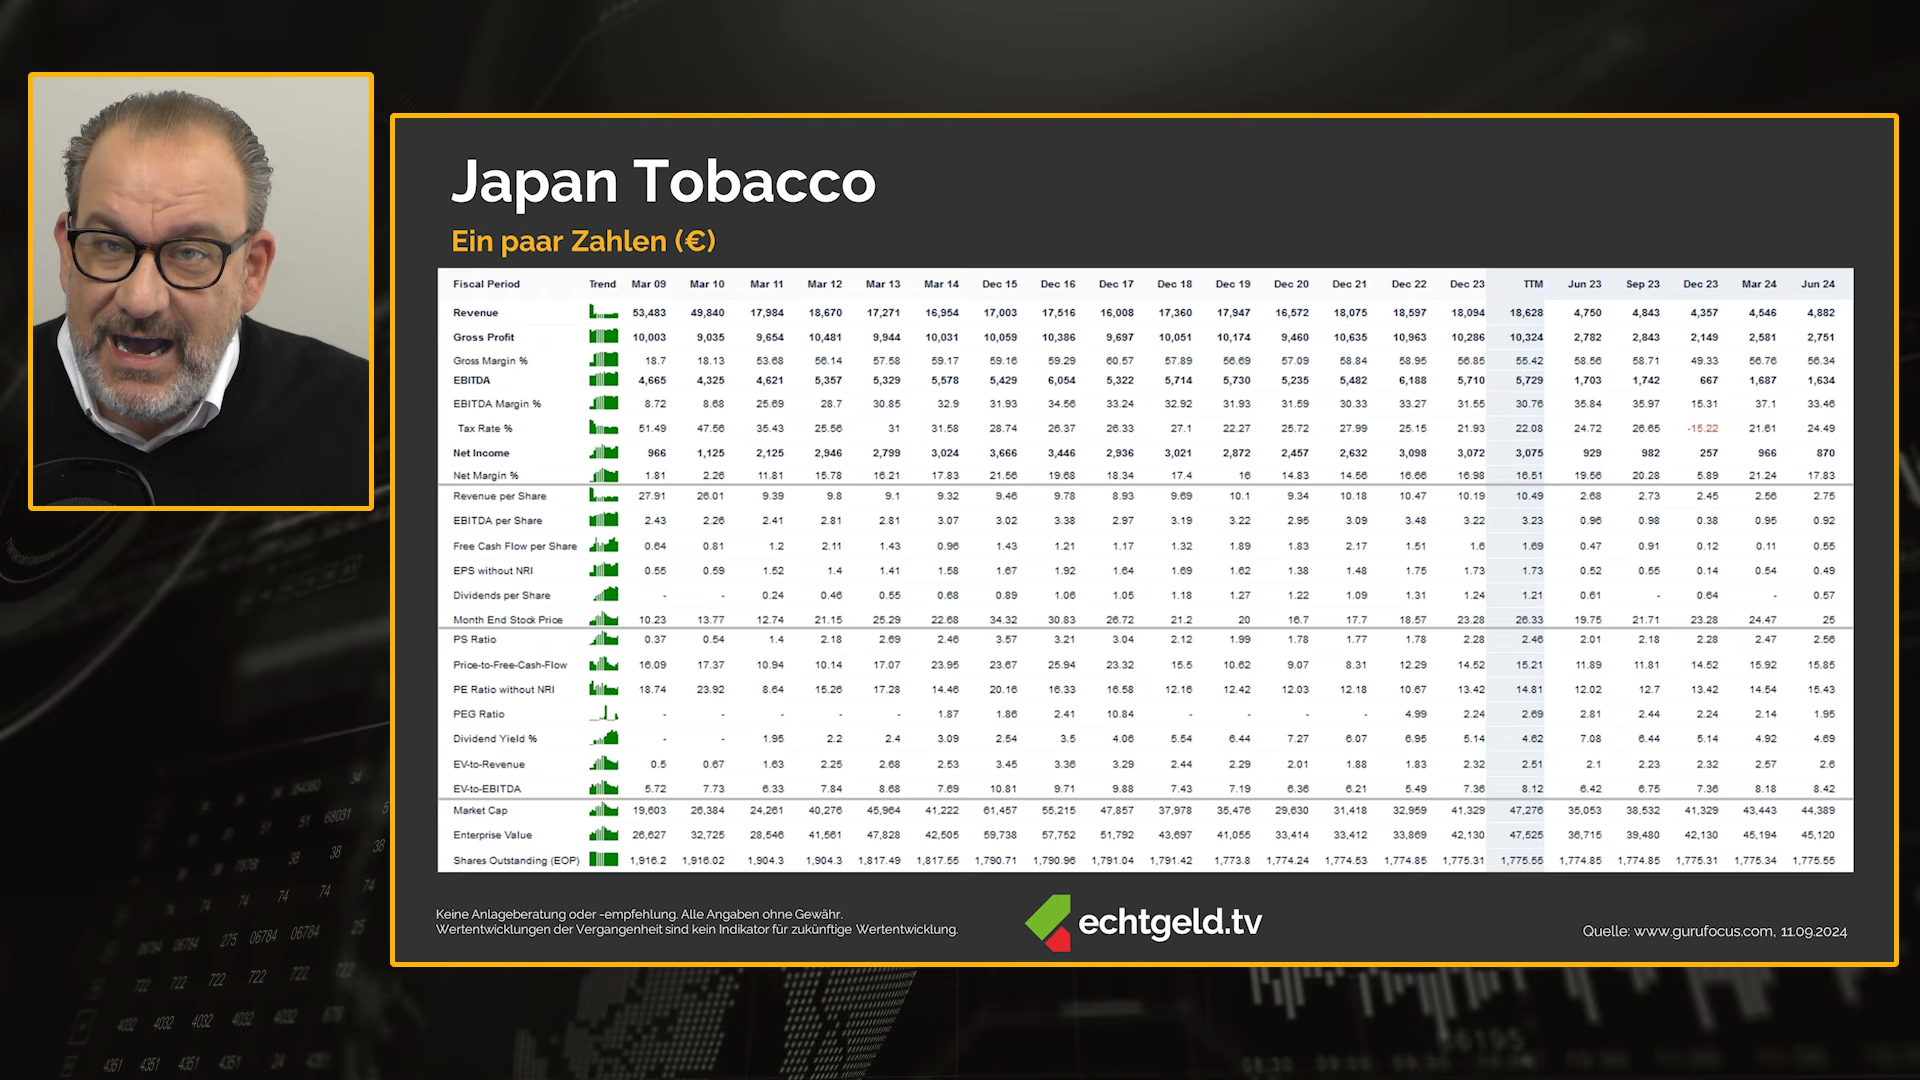 Japan Tobacco
Ein paar Zahlen (€)
Fiscal Period Trend Mar 09 Mar 10 Mar 11 Mar 12 Mar 13 Mar 14 Dec 15 Dec 16 Dec 17 Dec 18 Dec 19 Dec 20 Dec 21 Dec 22 Dec 23 TTM Jun 23 Sep 23 Dec 23 Mar 24 Jun 24
Revenue 53,483 49,840 17,984 18,670 17,271 16,954 17,003 17,516 16,008 17,360 17,947 16,572 18,075 18,597 18,094 18,628 4,750 4,843 4,357 4,546 4,882
Gross Profit 10,003 9,035 9,654 10,481 9,944 10,031 10,059 10,386 9,697 10,051 10,174 9,460 10,635 10,963 10,286 10,324 2,782 2,843 2,149 2,581 2,751
Gross Margin % 18.7 18.13 53.68 56.14 57.58 59.17 59.16 59.29 60.57 57.89 56.69 57.09 58.84 58.95 56.85 55.42 58.56 58.71 49.33 56.76 56.34
EBITDA 4,665 4,325 4,621 5,357 5,329 5,578 5,429 6,054 5,322 5,714 5,730 5,235 5,482 6,188 5,710 5,729 1,703 1,742 667 1,687 1,634
EBITDA Margin % 8.72 8.68 25.69 28.7 30.85 32.9 31.93 34.56 33.24 32.92 31.93 31.59 30.33 33.27 31.55 30.76 35.84 35.97 15.31 37.1 33.46
Tax Rate % 51.49 47.56 35.43 25.56 31 31.58 28.74 26.37 26.33 27.1 22.27 25.72 27.99 25.15 21.93 22.08 24.72 26.65 -15.22 21.61 24.49
Net Income 966 1,125 2,125 2,946 2,799 3,024 3,666 3,446 2,936 3,021 2,872 2,457 2,632 3,098 3,072 3,075 929 982 257 966 870
Net Margin % 1.81 2.26 11.81 15.78 16.21 17.83 21.56 19.68 18.34 17.4 16 14.83 14.56 16.66 16.98 16.51 19.56 20.28 5.89 21.24 17.83
Revenue per Share 27.91 26.01 9.39 9.8 9.1 9.32 9.46 9.78 8.93 9.69 10.1 9.34 10.18 10.47 10.19 10.49 2.68 2.73 2.45 2.56 2.75
EBITDA per Share 2.43 2.26 2.41 2.81 2.81 3.07 3.02 3.38 2.97 3.19 3.22 2.95 3.09 3.48 3.22 3.23 0.96 0.98 0.38 0.95 0.92
Free Cash Flow per Share 0.64 0.81 1.2 2.11 1.43 0.96 1.43 1.21 1.17 1.32 1.89 1.83 2.17 1.51 1.6 1.69 0.47 0.91 0.12 0.11 0.55
EPS without NRI 0.55 0.59 1.52 1.4 1.41 1.58 1.67 1.92 1.64 1.69 1.62 1.38 1.48 1.75 1.73 1.73 0.52 0.55 0.14 0.54 0.49
Dividends per Share - - 0.24 0.46 0.55 0.68 0.89 1.06 1.05 1.18 1.27 1.22 1.09 1.31 1.24 1.21 0.61 - 0.64 - 0.57
Month End Stock Price 10.23 13.77 12.74 21.15 25.29 22.68 34.32 30.83 26.72 21.2 20 16.7 17.7 18.57 23.28 26.33 19.75 21.71 23.28 24.47 25
PS Ratio 0.37 0.54 1.4 2.18 2.69 2.46 3.57 3.21 3.04 2.12 1.99 1.78 1.77 1.78 2.28 2.46 2.01 2.18 2.28 2.47 2.56
Price-to-Free-Cash-Flow 16.09 17.37 10.94 10.14 17.07 23.95 23.67 25.94 23.32 15.5 10.62 9.07 8.31 12.29 14.52 15.21 11.89 11.81 14.52 15.92 15.85
PE Ratio without NRI 18.74 23.92 8.64 15.26 17.28 14.46 20.16 16.33 16.58 12.16 12.42 12.03 12.18 10.67 13.42 14.81 12.02 12.7 13.42 14.54 15.43
PEG Ratio - - - - - 1.87 1.86 2.41 10.84 - - - - 4.99 2.24 2.69 2.81 2.44 2.24 2.14 1.95
Dividend Yield % - - 1.95 2.2 2.4 3.09 2.54 3.5 4.06 5.54 6.44 7.27 6.07 6.95 5.14 4.62 7.08 6.44 5.14 4.92 4.69
EV-to-Revenue 0.5 0.67 1.63 2.25 2.68 2.53 3.45 3.36 3.29 2.44 2.29 2.01 1.88 1.83 2.32 2.51 2.1 2.23 2.32 2.57 2.6
EV-to-EBITDA 5.72 7.73 6.33 7.84 8.68 7.69 10.81 9.71 9.88 7.43 7.19 6.36 6.21 5.49 7.36 8.12 6.42 6.75 7.36 8.18 8.42
Market Cap 19,603 26,384 24,261 40,276 45,964 41,222 61,457 55,215 47,857 37,978 35,476 29,630 31,418 32,959 41,329 47,276 35,053 38,532 41,329 43,443 44,389
Enterprise Value 26,627 32,725 28,546 41,561 47,828 42,505 59,738 57,752 51,792 43,697 41,055 33,414 33,412 33,869 42,130 47,525 36,715 39,480 42,130 45,194 45,120
Shares Outstanding (EOP) 1,916.2 1,916.02 1,904.3 1,904.3 1,817.49 1,817.55 1,790.71 1,790.96 1,791.04 1,791.42 1,773.8 1,774.24 1,774.53 1,774.85 1,775.31 1,775.55 1,774.85 1,774.85 1,775.31 1,775.34 1,775.55
Keine Anlageberatung oder -empfehlung. Alle Angaben ohne Gewähr.
Wertentwicklungen der Vergangenheit sind kein Indikator für zukünftige Wertentwicklung.
echtgeld.tv
Quelle: www.gurufocus.com, 11.09.2024